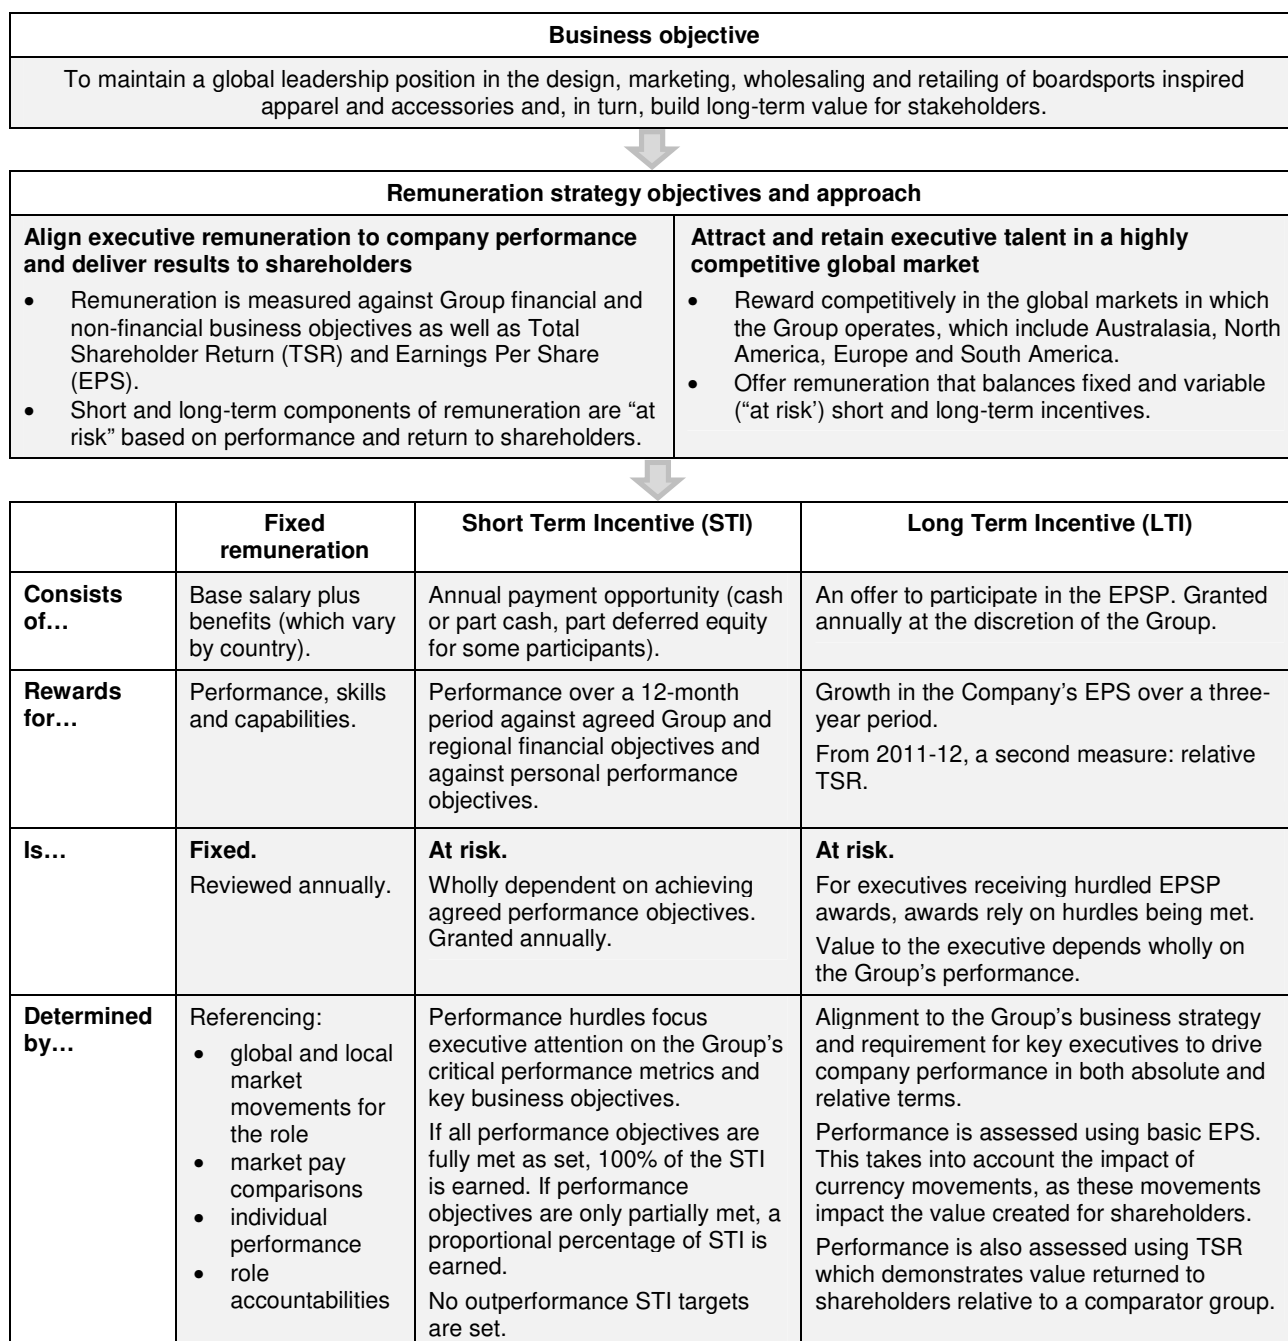 Business objective
To maintain a global leadership position in the design, marketing, wholesaling and retailing of boardsports inspired
apparel and accessories and, in turn, build long-term value for stakeholders.
Remuneration strategy objectives and approach
Align executive remuneration to company performance
and deliver results to shareholders
• Remuneration is measured against Group financial and
non-financial business objectives as well as Total
Shareholder Return (TSR) and Earnings Per Share
(EPS).
• Short and long-term components of remuneration are “at
risk” based on performance and return to shareholders.
Attract and retain executive talent in a highly
competitive global market
• Reward competitively in the global markets in which
the Group operates, which include Australasia, North
America, Europe and South America.
• Offer remuneration that balances fixed and variable
(“at risk’) short and long-term incentives.
Fixed
remuneration
Short Term Incentive (STI)
Long Term Incentive (LTI)
Consists
of…
Base salary plus
benefits (which vary
by country).
Annual payment opportunity (cash
or part cash, part deferred equity
for some participants).
An offer to participate in the EPSP. Granted
annually at the discretion of the Group.
Rewards
for…
Performance, skills
and capabilities.
Performance over a 12-month
period against agreed Group and
regional financial objectives and
against personal performance
objectives.
Growth in the Company’s EPS over a three-
year period.
From 2011-12, a second measure: relative
TSR.
Is…
Fixed.
Reviewed annually.
At risk.
Wholly dependent on achieving
agreed performance objectives.
Granted annually.
At risk.
For executives receiving hurdled EPSP
awards, awards rely on hurdles being met.
Value to the executive depends wholly on
the Group’s performance.
Determined
by…
Referencing:
• global and local
market
movements for
the role
• market pay
comparisons
• individual
performance
• role
accountabilities
Performance hurdles focus
executive attention on the Group’s
critical performance metrics and
key business objectives.
If all performance objectives are
fully met as set, 100% of the STI
is earned. If performance
objectives are only partially met, a
proportional percentage of STI is
earned.
No outperformance STI targets
are set.
Alignment to the Group’s business strategy
and requirement for key executives to drive
company performance in both absolute and
relative terms.
Performance is assessed using basic EPS.
This takes into account the impact of
currency movements, as these movements
impact the value created for shareholders.
Performance is also assessed using TSR
which demonstrates value returned to
shareholders relative to a comparator group.